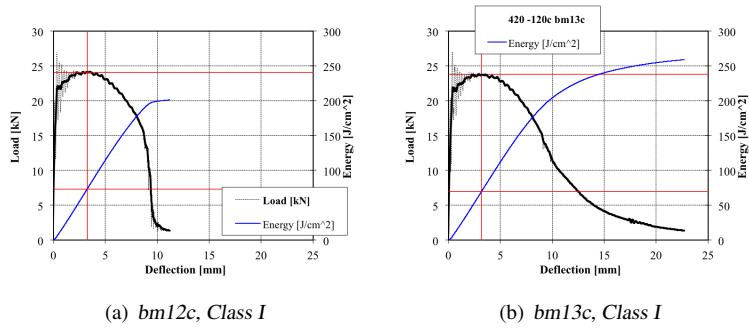 30
25
20
15
10
5
0
Load [kN]
300
250
200
150
100
50
0
Energy [J/cm^2]
Load [kN]
Energy [J/cm^2]
0 5 10 15 20 25
Deflection [mm]
(a) bm12c, Class I
420 -120c bm13c
Energy [J/cm^2]
30
25
20
15
10
5
0
Load [kN]
300
250
200
150
100
50
0
Energy [J/cm^2]
0 5 10 15 20 25
Deflection [mm]
(b) bm13c, Class I